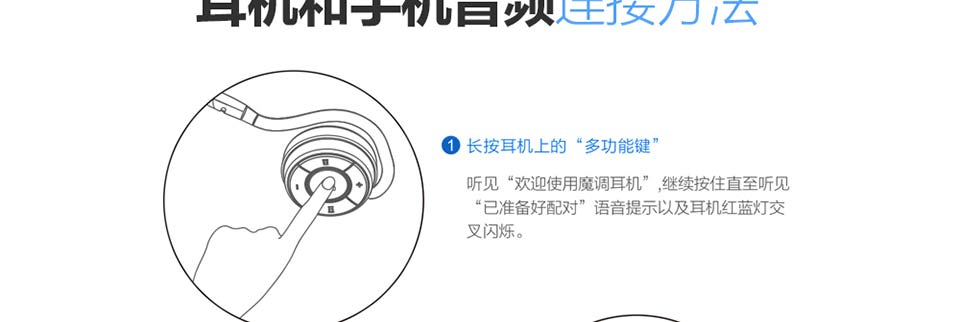 耳机和手机音频连接方法
1 长按耳机上的“多功能键”
听见“欢迎使用魔调耳机”,继续按住直至听见
“已准备好配对”语音提示以及耳机红蓝灯交
叉闪烁。